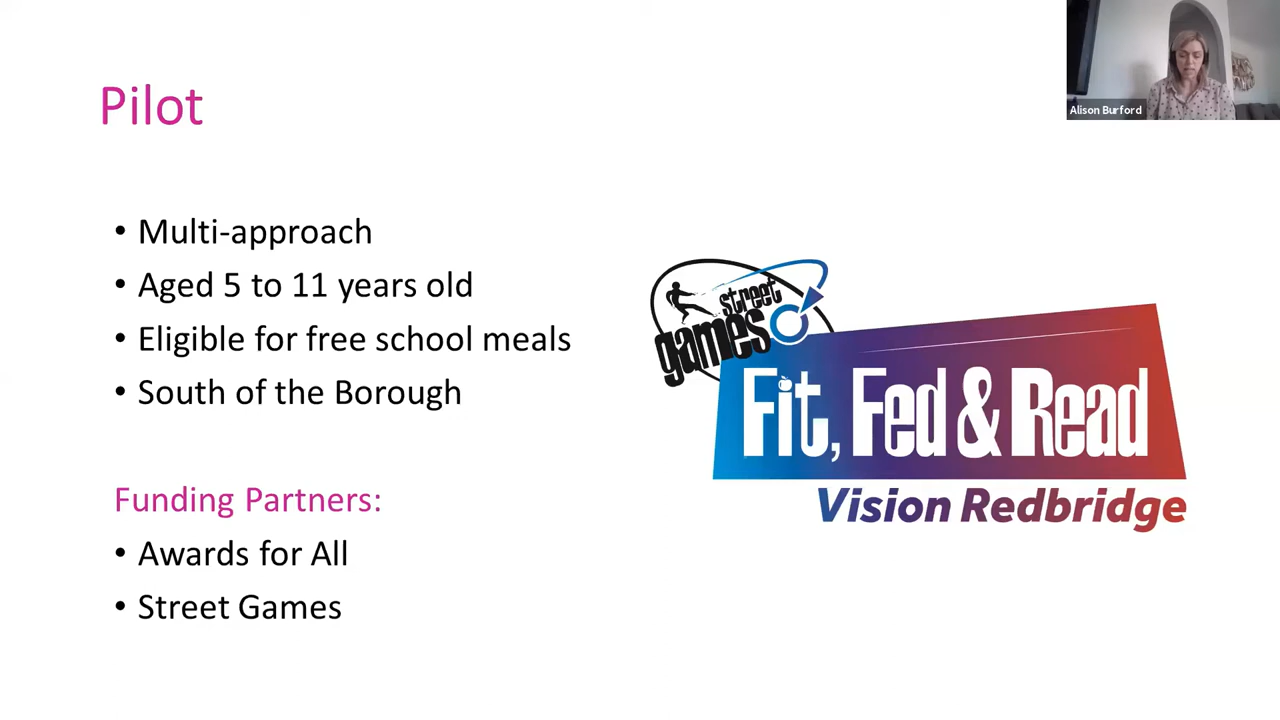 Pilot
• Multi-approach
• Aged 5 to 11 years old
• Eligible for free school meals
• South of the Borough
Funding Partners:
• Awards for All
• Street Games
street
games
Fit, Fed & Read
Vision Redbridge
Alison Burford